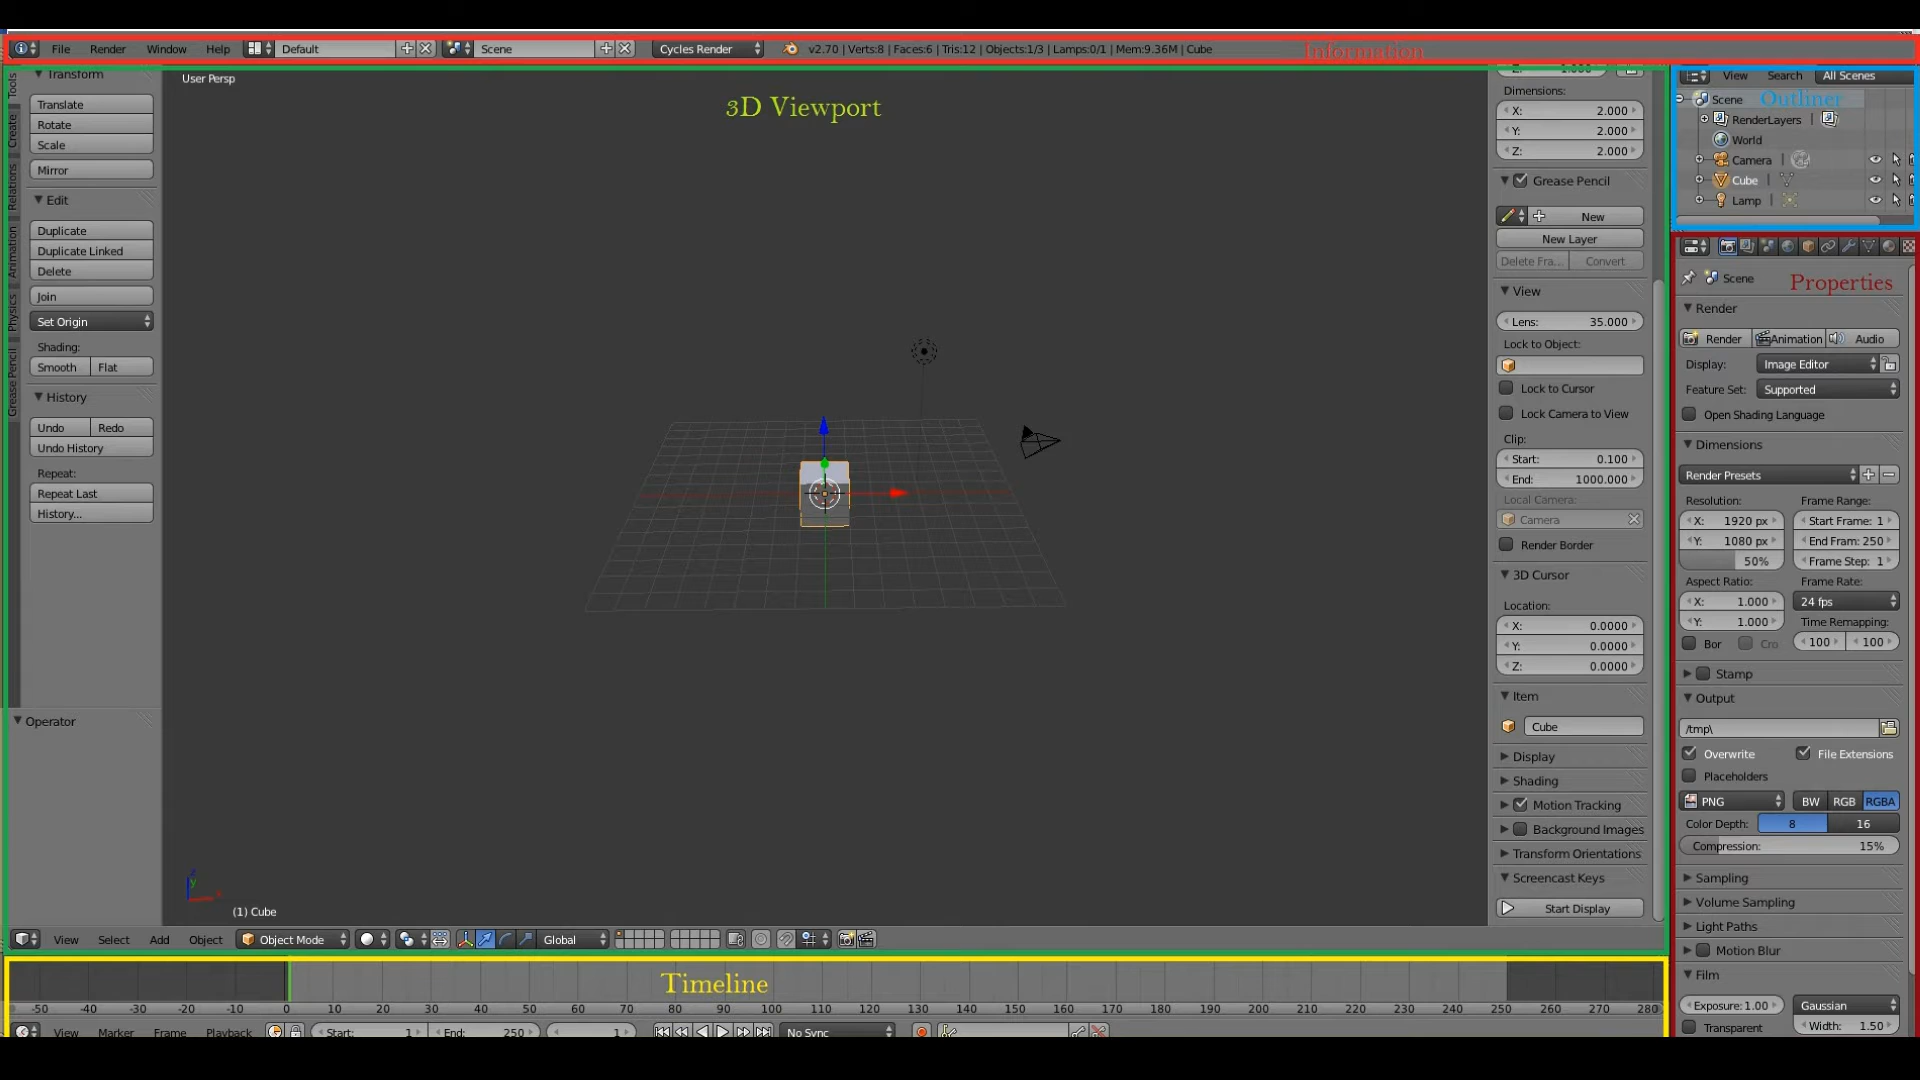 File Render Window Help Default Scene Cycles Render v2.70 | Verts:8 | Faces:6 | Tris:12 | Objects:1/3 | Lamps:0/1 | Mem:9.36M | Cube Information
Tools
Create
Relations
Animation
Physics
Grease Pencil
Transform
Translate
Rotate
Scale
Mirror
Edit
Duplicate
Duplicate Linked
Delete
Join
Set Origin
Shading:
Smooth Flat
History
Undo Redo
Undo History
Repeat:
Repeat Last
History...
Operator
User Persp
3D Viewport
(1) Cube
Dimensions:
X: 2.000
Y: 2.000
Z: 2.000
Grease Pencil
New
New Layer
Delete Fra... Convert
View
Lens: 35.000
Lock to Object:
Lock to Cursor
Lock Camera to View
Clip:
Start: 0.100
End: 1000.000
Local Camera:
Camera
Render Border
3D Cursor
Location:
X: 0.0000
Y: 0.0000
Z: 0.0000
Item
Cube
Display
Shading
Motion Tracking
Background Images
Transform Orientations
Screencast Keys
Start Display
View Search All Scenes
Scene Outliner
RenderLayers
World
Camera
Cube
Lamp
Scene Properties
Render
Render Animation Audio
Display: Image Editor
Feature Set: Supported
Open Shading Language
Dimensions
Render Presets
Resolution: Frame Range:
X: 1920 px Start Frame: 1
Y: 1080 px End Fram: 250
50% Frame Step: 1
Aspect Ratio: Frame Rate:
X: 1.000 24 fps
Y: 1.000 Time Remapping:
Bor Cro 100 100
Stamp
Output
/tmp\
Overwrite File Extensions
Placeholders
PNG BW RGB RGBA
Color Depth: 8 16
Compression: 15%
Sampling
Volume Sampling
Light Paths
Motion Blur
Film
Exposure:1.00 Gaussian
Transparent Width: 1.50
View Select Add Object Object Mode Global
Timeline
-50 -40 -30 -20 -10 0 10 20 30 40 50 60 70 80 90 100 110 120 130 140 150 160 170 180 190 200 210 220 230 240 250 260 270 280
View Marker Frame Playback Start: 1 End: 250 1 No Sync